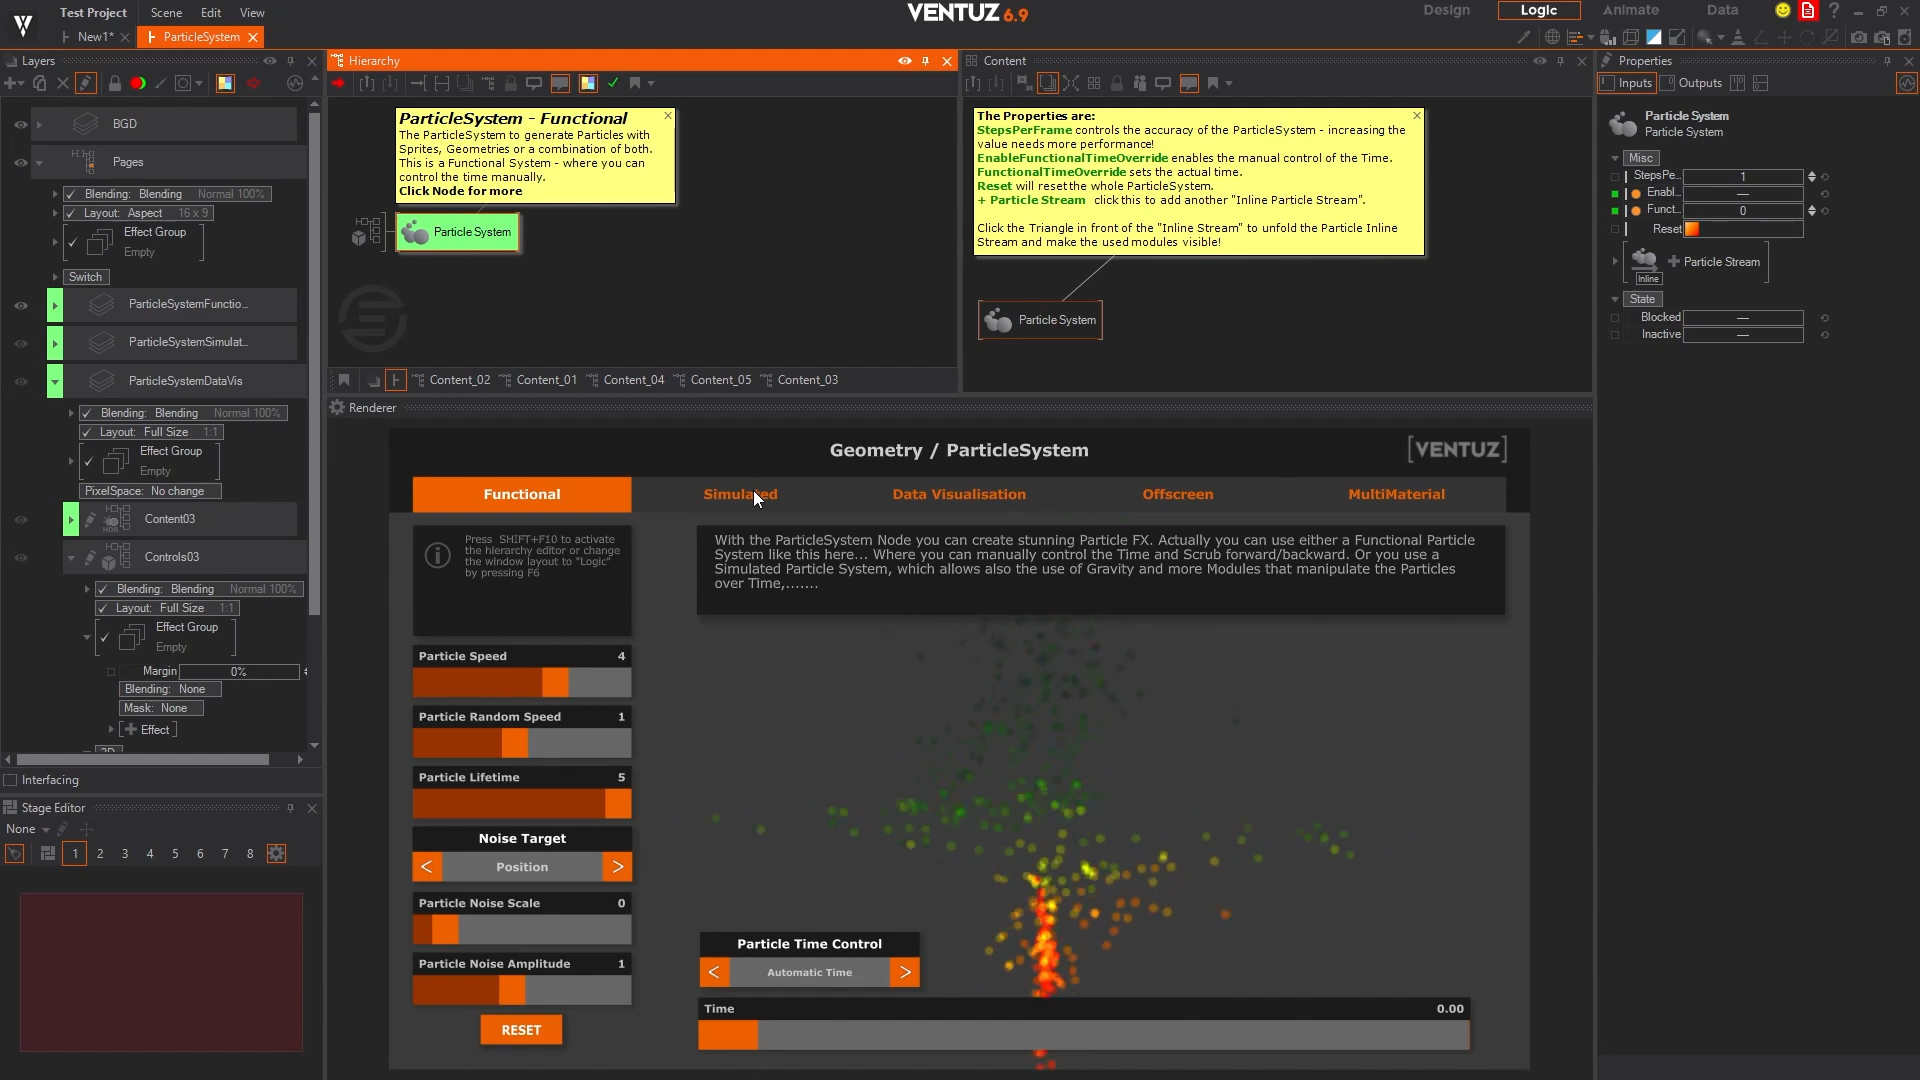 Test Project
Scene
Edit
View
VENTUZ 6.9
Design
Logic
Animate
Data
New1*
ParticleSystem
Layers
Hierarchy
Content
Properties
Inputs
Outputs
BGD
Pages
Blending: Blending Normal 100%
Layout: Aspect 16 x 9
Effect Group
Empty
Switch
ParticleSystemFunctio...
ParticleSystemSimulat...
ParticleSystemDataVis
Blending: Blending Normal 100%
Layout: Full Size 1:1
Effect Group
Empty
PixelSpace: No change
Content03
Controls03
Blending: Blending Normal 100%
Layout: Full Size 1:1
Effect Group
Empty
Margin 0%
Blending: None
Mask: None
Effect
Interfacing
Stage Editor
None
1 2 3 4 5 6 7 8
ParticleSystem - Functional
The ParticleSystem to generate Particles with
Sprites, Geometries or a combination of both.
This is a Functional System - where you can
control the time manually.
Click Node for more
Particle System
Content_02
Content_01
Content_04
Content_05
Content_03
The Properties are:
StepsPerFrame controls the accuracy of the ParticleSystem - increasing the
value needs more performance!
EnableFunctionalTimeOverride enables the manual control of the Time.
FunctionalTimeOverride sets the actual time.
Reset will reset the whole ParticleSystem.
+ Particle Stream click this to add another "Inline Particle Stream".
Click the Triangle in front of the "Inline Stream" to unfold the Particle Inline
Stream and make the used modules visible!
Particle System
Particle System
Particle System
Misc
StepsPe... 1
Enabl... —
Funct... 0
Reset
Particle Stream
Inline
State
Blocked —
Inactive —
Renderer
Geometry / ParticleSystem
[VENTUZ]
Functional
Simulated
Data Visualisation
Offscreen
MultiMaterial
Press SHIFT+F10 to activate
the hierarchy editor or change
the window layout to "Logic"
by pressing F6
With the ParticleSystem Node you can create stunning Particle FX. Actually you can use either a Functional Particle
System like this here... Where you can manually control the Time and Scrub forward/backward. Or you use a
Simulated Particle System, which allows also the use of Gravity and more Modules that manipulate the Particles
over Time,.......
Particle Speed 4
Particle Random Speed 1
Particle Lifetime 5
Noise Target
< Position >
Particle Noise Scale 0
Particle Noise Amplitude 1
RESET
Particle Time Control
< Automatic Time >
Time 0.00